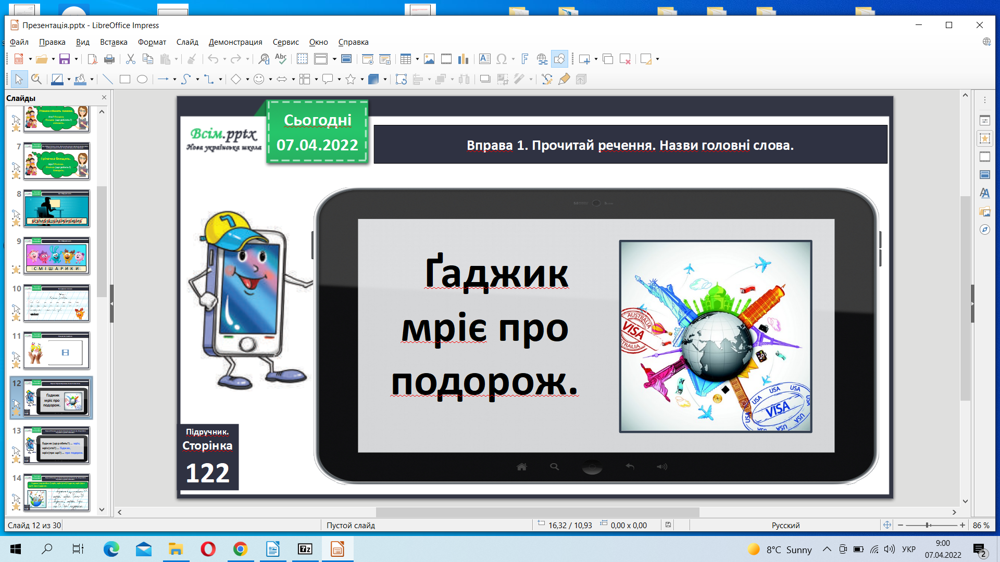 Презентація.pptx - LibreOffice Impress
Файл Правка Вид Вставка Формат Слайд Демонстрация Сервис Окно Справка
Слайды
7
8
9
10
11
12
13
14
Всім.pptx
Нова українська школа
Сьогодні
07.04.2022
Вправа 1. Прочитай речення. Назви головні слова.
Ґаджик
мріє про
подорож.
AUSTRALIA
VISA
USA
VISA
Підручник.
Сторінка
122
Слайд 12 из 30
Пустой слайд
16,32 / 10,93
0,00 x 0,00
Русский
86 %
8°C Sunny
УКР
9:00
07.04.2022
2